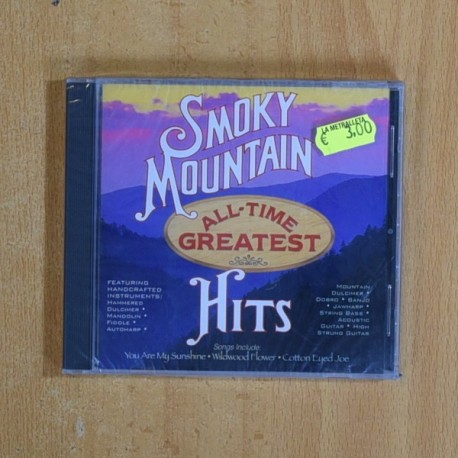 SMOKY
MOUNTAIN
LA METRALLETA
€ 3,00
ALL-TIME
GREATEST
HITS
FEATURING
HANDCRAFTED
INSTRUMENTS:
HAMMERED
DULCIMER •
MANDOLIN •
FIDDLE •
AUTOHARP •
MOUNTAIN
DULCIMER •
DOBRO • BANJO
• JAWHARP •
STRING BASS •
ACOUSTIC
GUITAR • HIGH
STRUNG GUITAR
Songs Include:
You Are My Sunshine • Wildwood Flower • Cotton Eyed Joe